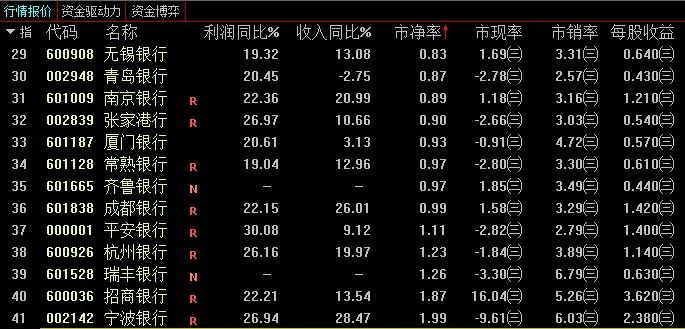 行情报价 资金驱动力 资金博弈
▼指 代码 名称 利润同比% 收入同比% 市净率↑ 市现率 市销率 每股收益
29 600908 无锡银行 19.32 13.08 0.83 1.69㊂ 3.31㊂ 0.640㊂
30 002948 青岛银行 20.45 -2.75 0.87 -2.78㊂ 2.57㊂ 0.430㊂
31 601009 南京银行 R 22.36 20.99 0.89 1.18㊂ 3.16㊂ 1.210㊂
32 002839 张家港行 R 26.97 10.66 0.90 -2.66㊂ 3.03㊂ 0.540㊂
33 601187 厦门银行 20.61 3.13 0.93 -0.91㊂ 4.72㊂ 0.570㊂
34 601128 常熟银行 R 19.04 12.96 0.97 -2.80㊂ 3.30㊂ 0.610㊂
35 601665 齐鲁银行 N — — 0.97 1.85㊂ 3.49㊂ 0.440㊂
36 601838 成都银行 R 22.15 26.01 0.99 1.58㊂ 3.29㊂ 1.420㊂
37 000001 平安银行 R 30.08 9.12 1.11 -2.82㊂ 2.79㊂ 1.400㊂
38 600926 杭州银行 R 26.16 19.97 1.23 -1.84㊂ 3.89㊂ 1.140㊂
39 601528 瑞丰银行 N — — 1.26 -3.30㊂ 6.79㊂ 0.630㊂
40 600036 招商银行 R 22.21 13.54 1.87 16.04㊂ 5.26㊂ 3.620㊂
41 002142 宁波银行 R 26.94 28.47 1.99 -9.61㊂ 6.03㊂ 2.380㊂